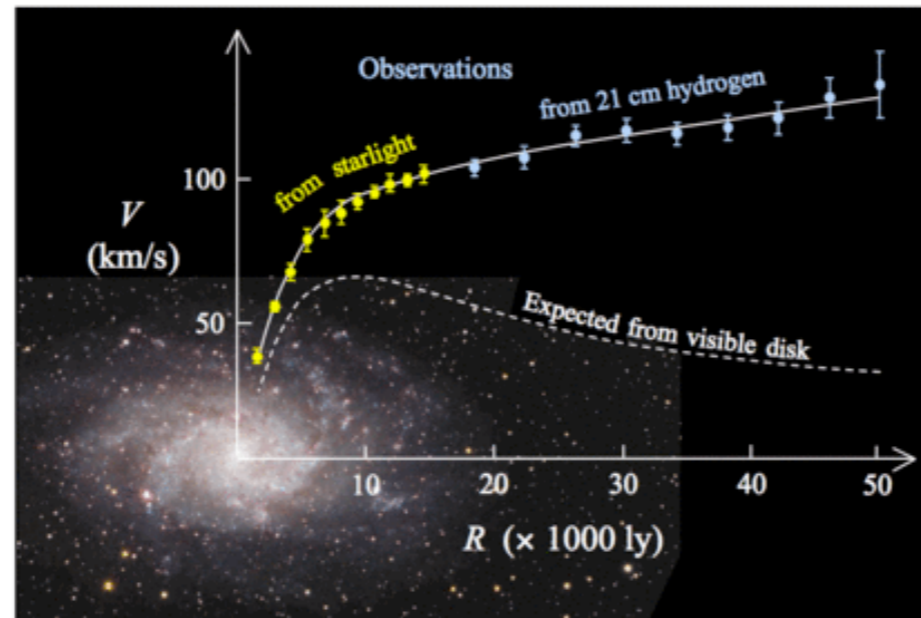 Observations
from 21 cm hydrogen
from starlight
100
V
(km/s)
50
Expected from visible disk
10 20 30 40 50
R (× 1000 ly)